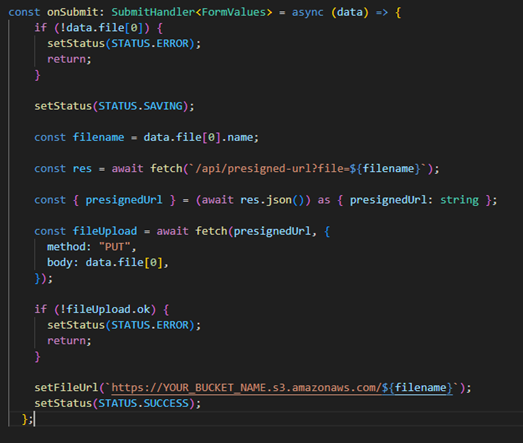 const onSubmit: SubmitHandler<FormValues> = async (data) => {
if (!data.file[0]) {
setStatus(STATUS.ERROR);
return;
}
setStatus(STATUS.SAVING);
const filename = data.file[0].name;
const res = await fetch(`/api/presigned-url?file=${filename}`);
const { presignedUrl } = (await res.json()) as { presignedUrl: string };
const fileUpload = await fetch(presignedUrl, {
method: "PUT",
body: data.file[0],
});
if (!fileUpload.ok) {
setStatus(STATUS.ERROR);
return;
}
setFileUrl(`https://YOUR_BUCKET_NAME.s3.amazonaws.com/${filename}`);
setStatus(STATUS.SUCCESS);
};